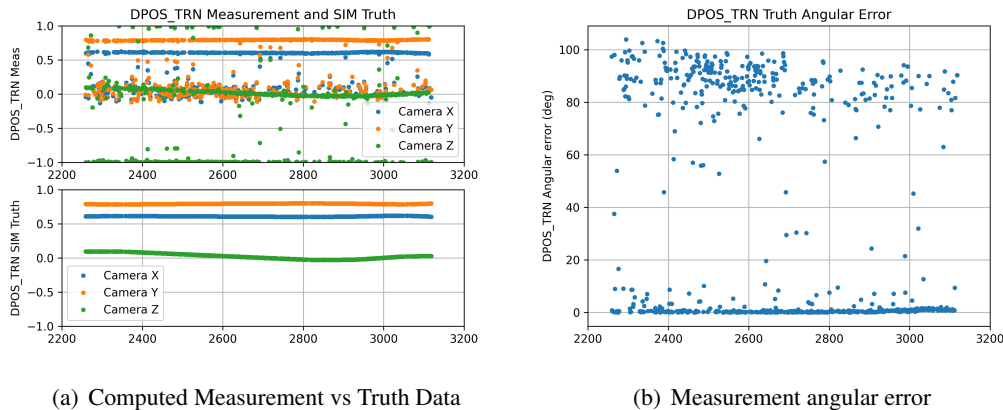 DPOS_TRN Measurement and SIM Truth
DPOS_TRN Meas
1.0
0.5
0.0
−0.5
−1.0
Camera X
Camera Y
Camera Z
2200 2400 2600 2800 3000 3200
DPOS_TRN SIM Truth
1.0
0.5
0.0
−0.5
−1.0
Camera X
Camera Y
Camera Z
2200 2400 2600 2800 3000 3200
(a) Computed Measurement vs Truth Data
DPOS_TRN Truth Angular Error
DPOS_TRN Angular error (deg)
100
80
60
40
20
0
2200 2400 2600 2800 3000 3200
(b) Measurement angular error